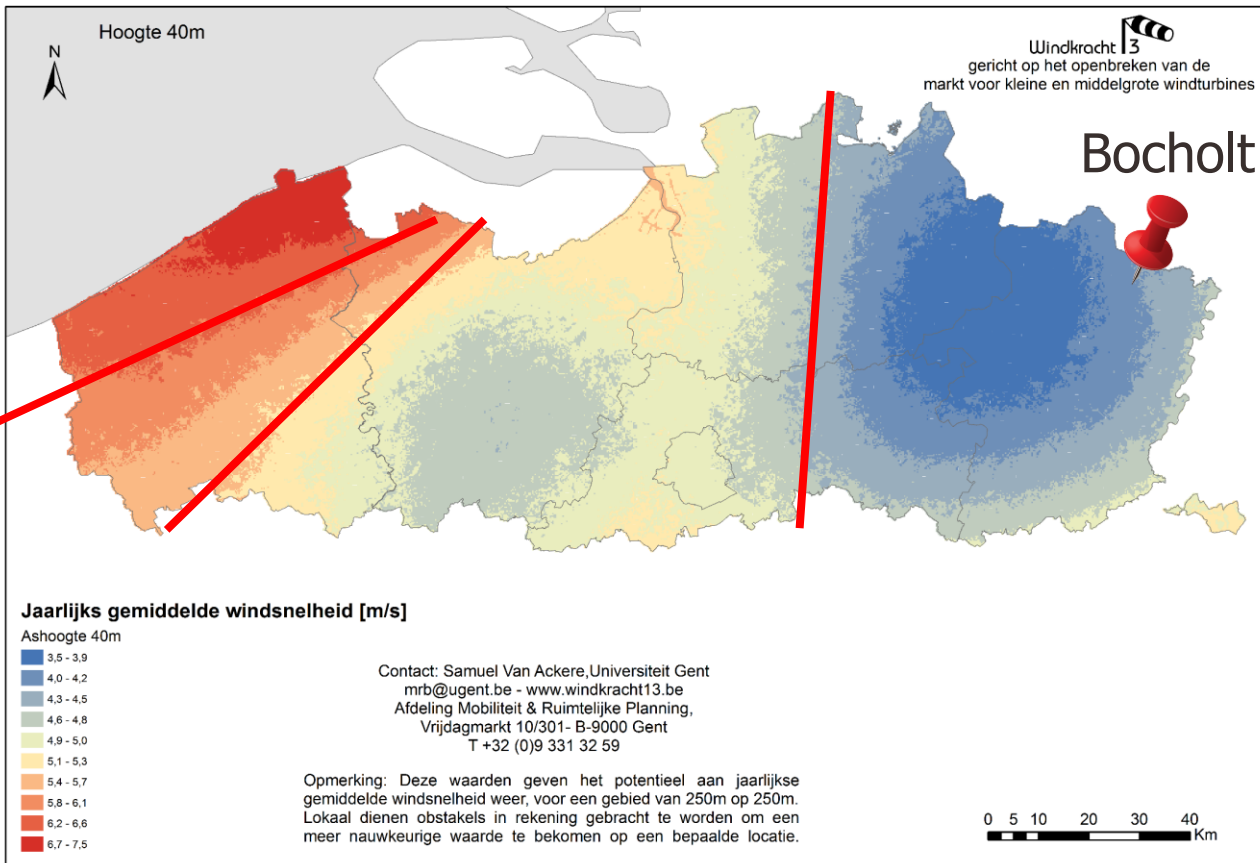 Hoogte 40m
N
Windkracht 13
gericht op het openbreken van de
markt voor kleine en middelgrote windturbines
Bocholt
Jaarlijks gemiddelde windsnelheid [m/s]
Ashoogte 40m
3,5 - 3,9
4,0 - 4,2
4,3 - 4,5
4,6 - 4,8
4,9 - 5,0
5,1 - 5,3
5,4 - 5,7
5,8 - 6,1
6,2 - 6,6
6,7 - 7,5
Contact: Samuel Van Ackere,Universiteit Gent
mrb@ugent.be - www.windkracht13.be
Afdeling Mobiliteit & Ruimtelijke Planning,
Vrijdagmarkt 10/301- B-9000 Gent
T +32 (0)9 331 32 59
Opmerking: Deze waarden geven het potentieel aan jaarlijkse
gemiddelde windsnelheid weer, voor een gebied van 250m op 250m.
Lokaal dienen obstakels in rekening gebracht te worden om een
meer nauwkeurige waarde te bekomen op een bepaalde locatie.
0 5 10 20 30 40
Km